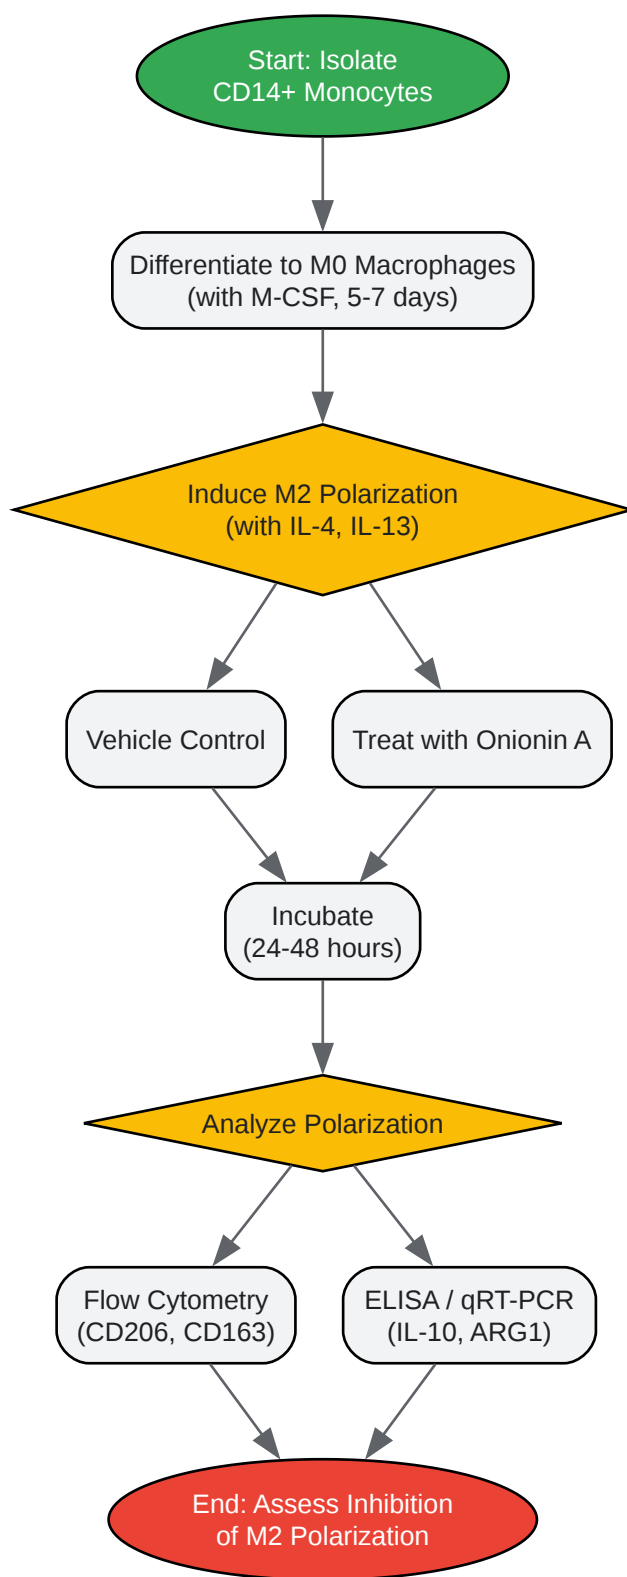 Start: Isolate
CD14+ Monocytes
Differentiate to M0 Macrophages
(with M-CSF, 5-7 days)
Induce M2 Polarization
(with IL-4, IL-13)
Vehicle Control
Treat with Onionin A
Incubate
(24-48 hours)
Analyze Polarization
Flow Cytometry
(CD206, CD163)
ELISA / qRT-PCR
(IL-10, ARG1)
End: Assess Inhibition
of M2 Polarization